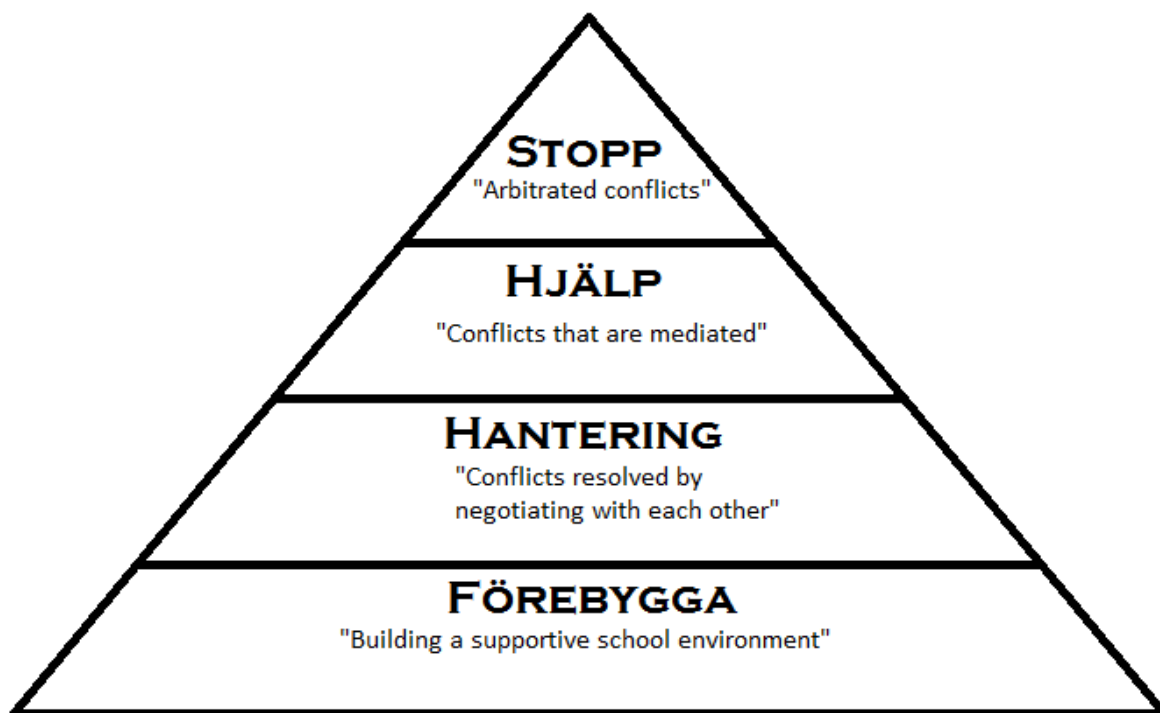 STOPP
"Arbitrated conflicts"
HJÄLP
"Conflicts that are mediated"
HANTERING
"Conflicts resolved by
negotiating with each other"
FÖREBYGGA
"Building a supportive school environment"